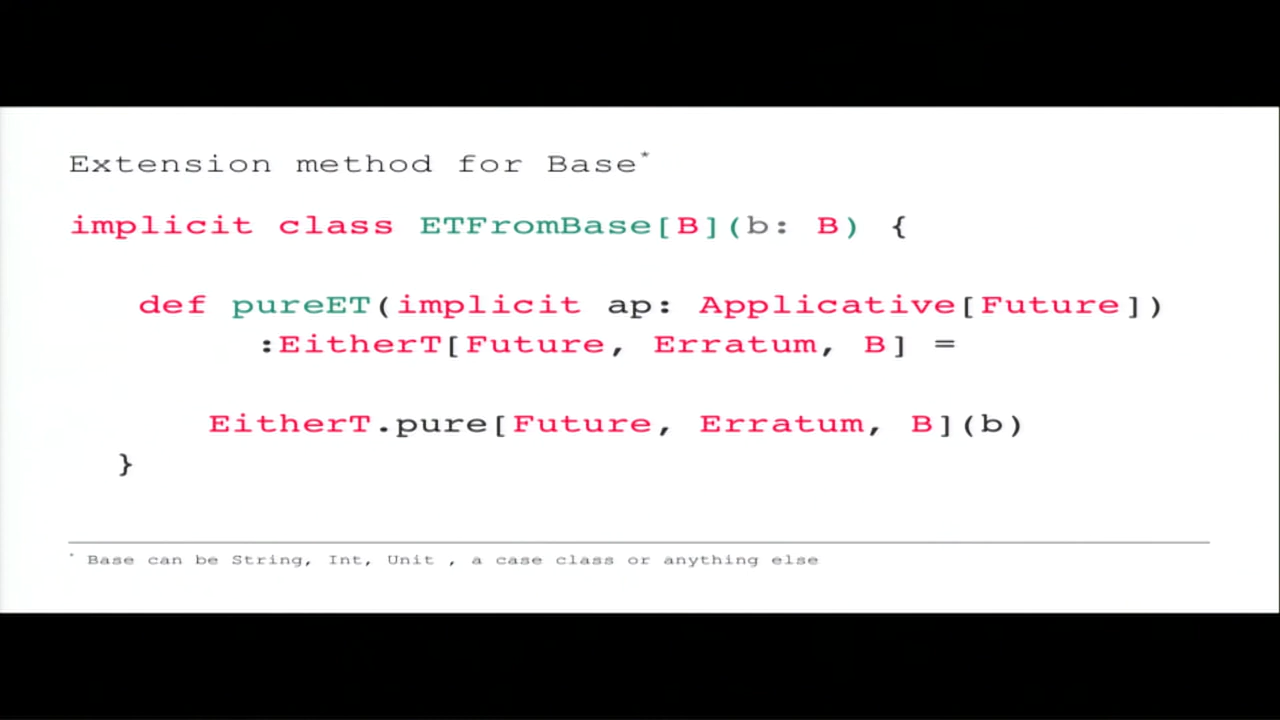 Extension method for Base*
implicit class ETFromBase[B](b: B) {
def pureET(implicit ap: Applicative[Future])
:EitherT[Future, Erratum, B] =
EitherT.pure[Future, Erratum, B](b)
}
* Base can be String, Int, Unit , a case class or anything else